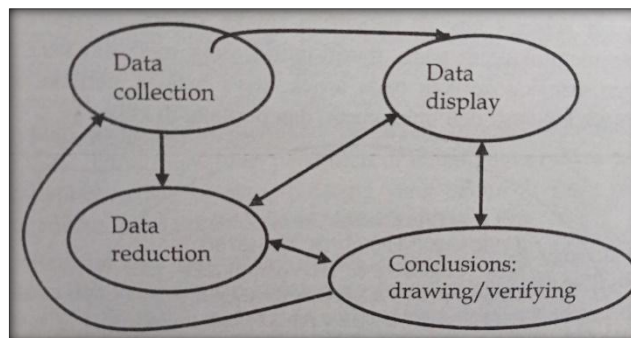 Data
collection
Data
display
Data
reduction
Conclusions:
drawing/verifying